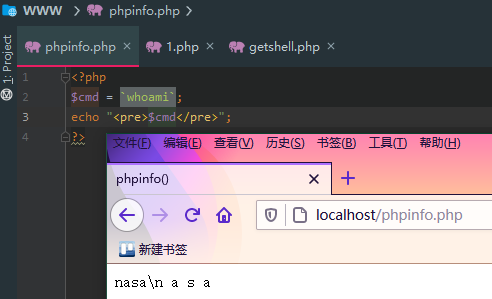 WWW > phpinfo.php >
1: Project
phpinfo.php × 1.php × getshell.php ×
1 <?php
2 $cmd = `whoami`;
3 echo "<pre>$cmd</pre>";
4 ?>
文件(F) 编辑(E) 查看(V) 历史(S) 书签(B) 工具(T) 帮助(H)
phpinfo() × +
localhost/phpinfo.php
新建书签
nasa\n a s a